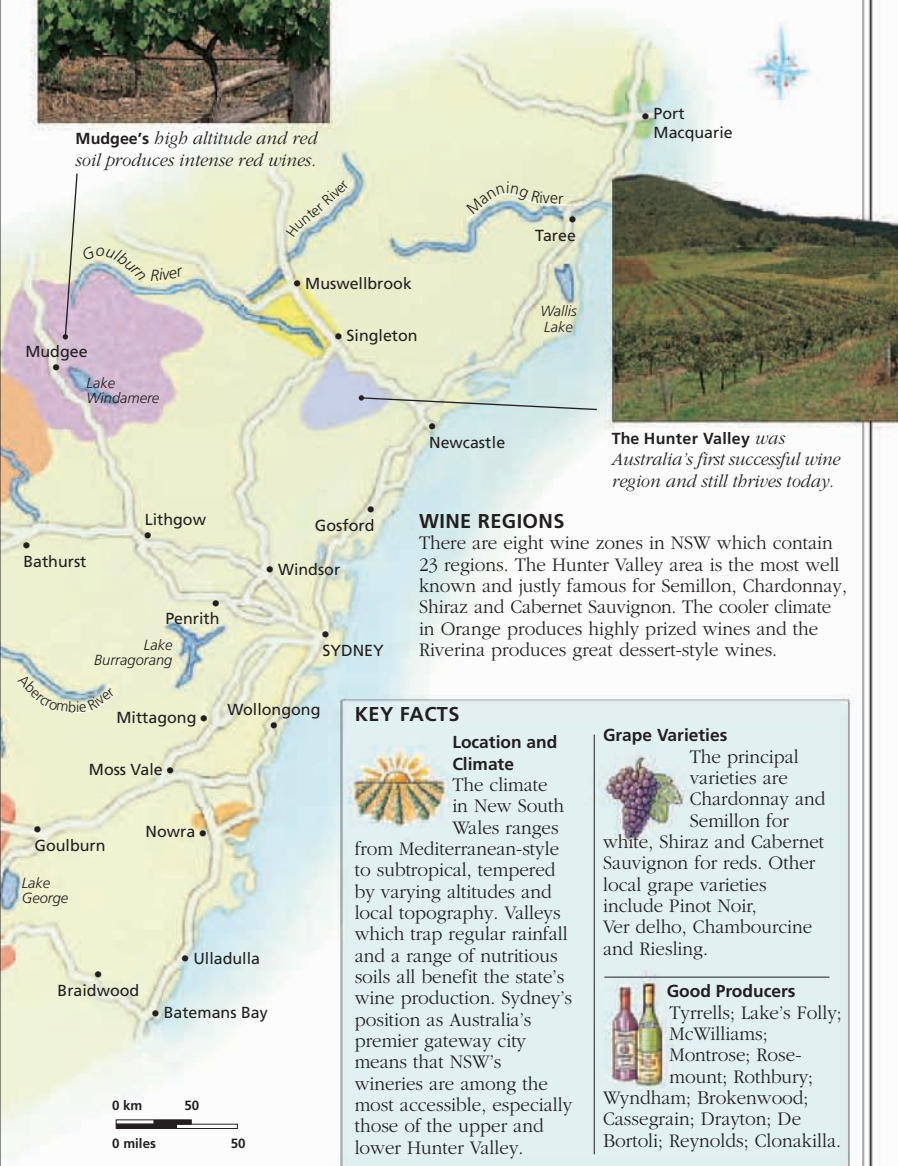 Mudgee's high altitude and red
soil produces intense red wines.
Port
Macquarie
Hunter River
Manning River
Taree
Goulburn River
Muswellbrook
Wallis
Lake
Singleton
Mudgee
Lake
Windamere
Newcastle
The Hunter Valley was
Australia's first successful wine
region and still thrives today.
Lithgow
Gosford
Bathurst
Windsor
Penrith
Lake
Burragorang
SYDNEY
Abercrombie River
Mittagong
Wollongong
Moss Vale
Goulburn
Nowra
Lake
George
Ulladulla
Braidwood
Batemans Bay
0 km 50
0 miles 50
WINE REGIONS
There are eight wine zones in NSW which contain
23 regions. The Hunter Valley area is the most well
known and justly famous for Semillon, Chardonnay,
Shiraz and Cabernet Sauvignon. The cooler climate
in Orange produces highly prized wines and the
Riverina produces great dessert-style wines.
KEY FACTS
Location and
Climate
The climate
in New South
Wales ranges
from Mediterranean-style
to subtropical, tempered
by varying altitudes and
local topography. Valleys
which trap regular rainfall
and a range of nutritious
soils all benefit the state's
wine production. Sydney's
position as Australia's
premier gateway city
means that NSW's
wineries are among the
most accessible, especially
those of the upper and
lower Hunter Valley.
Grape Varieties
The principal
varieties are
Chardonnay and
Semillon for
white, Shiraz and Cabernet
Sauvignon for reds. Other
local grape varieties
include Pinot Noir,
Ver delho, Chambourcine
and Riesling.
Good Producers
Tyrrells; Lake's Folly;
McWilliams;
Montrose; Rose-
mount; Rothbury;
Wyndham; Brokenwood;
Cassegrain; Drayton; De
Bortoli; Reynolds; Clonakilla.